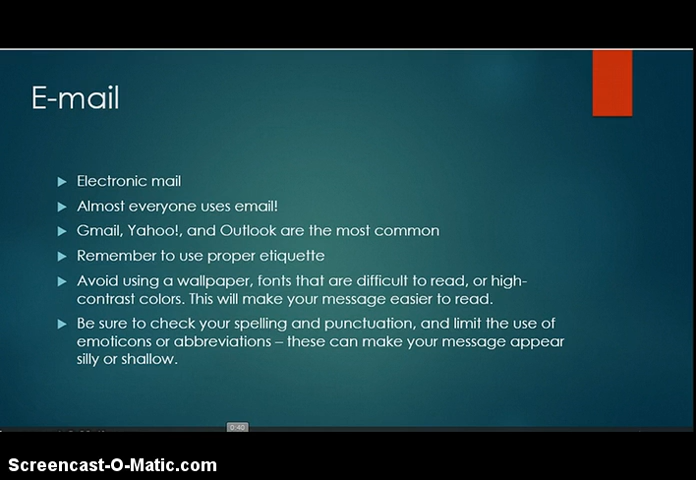 E-mail
Electronic mail
Almost everyone uses email!
Gmail, Yahoo!, and Outlook are the most common
Remember to use proper etiquette
Avoid using a wallpaper, fonts that are difficult to read, or high-
contrast colors. This will make your message easier to read.
Be sure to check your spelling and punctuation, and limit the use of
emoticons or abbreviations – these can make your message appear
silly or shallow.
0:40
Screencast-O-Matic.com